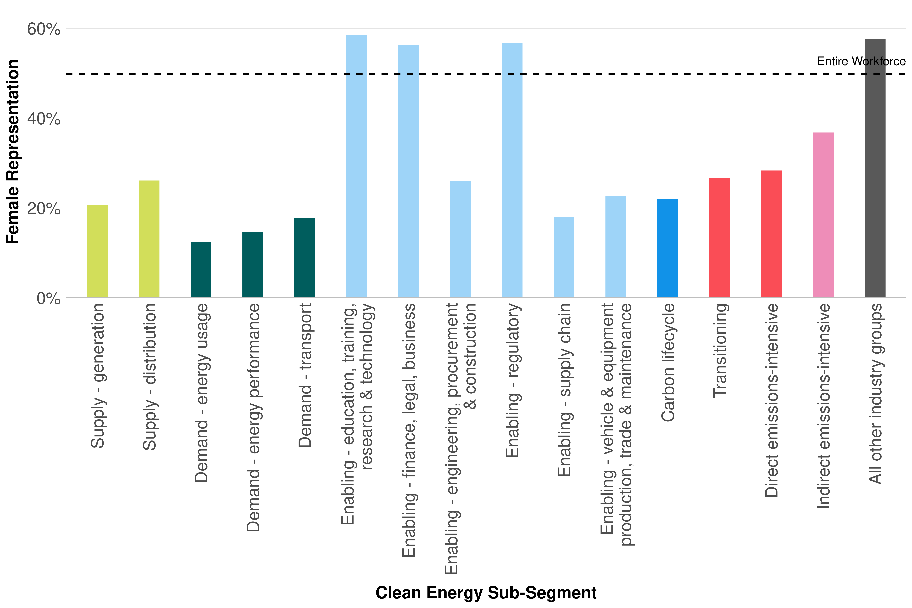 60%
Entire Workforce
40%
20%
0%
Female Representation
Supply - generation
Supply - distribution
Demand - energy usage
Demand - energy performance
Demand - transport
Enabling - education, training,
research & technology
Enabling - finance, legal, business
Enabling - engineering, procurement
& construction
Enabling - regulatory
Enabling - supply chain
Enabling - vehicle & equipment
production, trade & maintenance
Carbon lifecycle
Transitioning
Direct emissions-intensive
Indirect emissions-intensive
All other industry groups
Clean Energy Sub-Segment